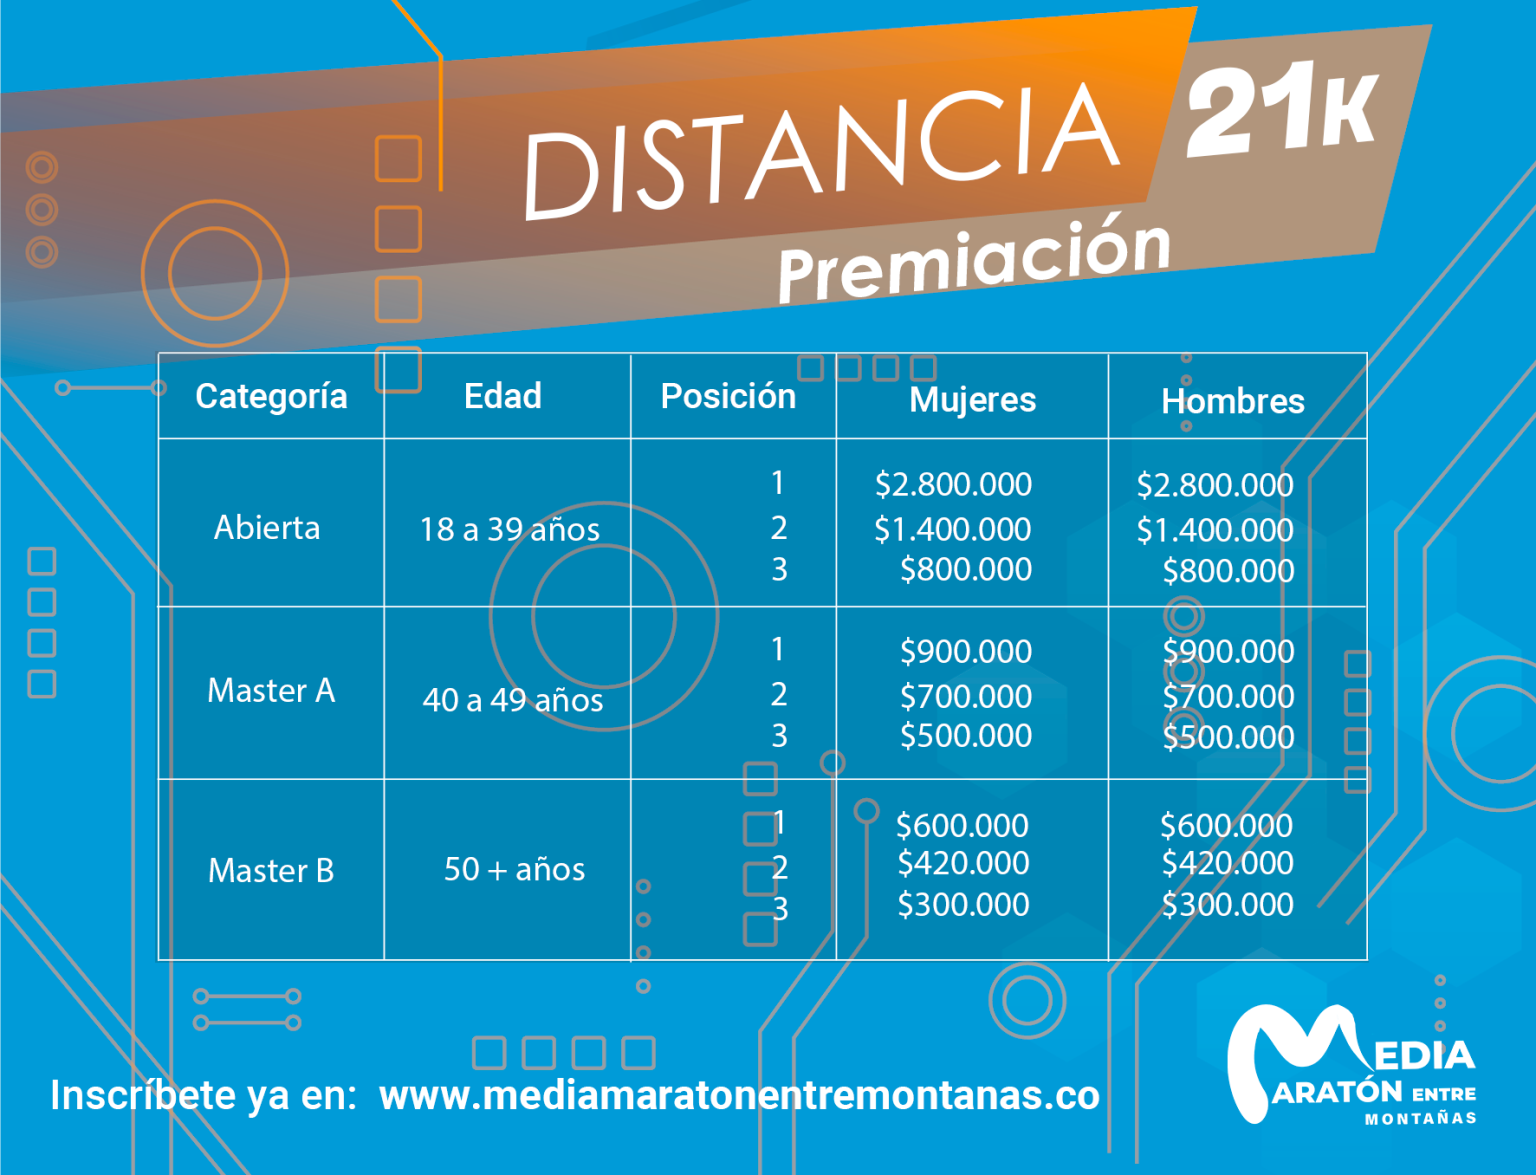 DISTANCIA 21K
Premiación
Categoría Edad Posición Mujeres Hombres
Abierta 18 a 39 años 1 $2.800.000 $2.800.000
2 $1.400.000 $1.400.000
3 $800.000 $800.000
Master A 40 a 49 años 1 $900.000 $900.000
2 $700.000 $700.000
3 $500.000 $500.000
Master B 50 + años 1 $600.000 $600.000
2 $420.000 $420.000
3 $300.000 $300.000
Inscríbete ya en: www.mediamaratonentremontanas.co
MEDIA
MARATÓN ENTRE
MONTAÑAS